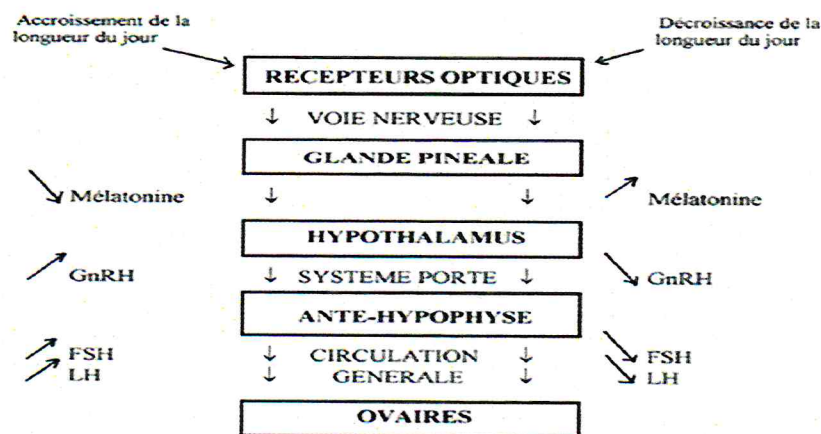 Accroissement de la
longueur du jour
Décroissance de la
longueur du jour
RECEPTEURS OPTIQUES
↓ VOIE NERVEUSE ↓
GLANDE PINEALE
↘ Mélatonine ↓ ↓ ↗ Mélatonine
HYPOTHALAMUS
↗ GnRH ↓ SYSTEME PORTE ↓ ↘ GnRH
ANTE-HYPOPHYSE
↗ FSH ↓ CIRCULATION ↓ ↘ FSH
↗ LH ↓ GENERALE ↓ ↘ LH
OVAIRES